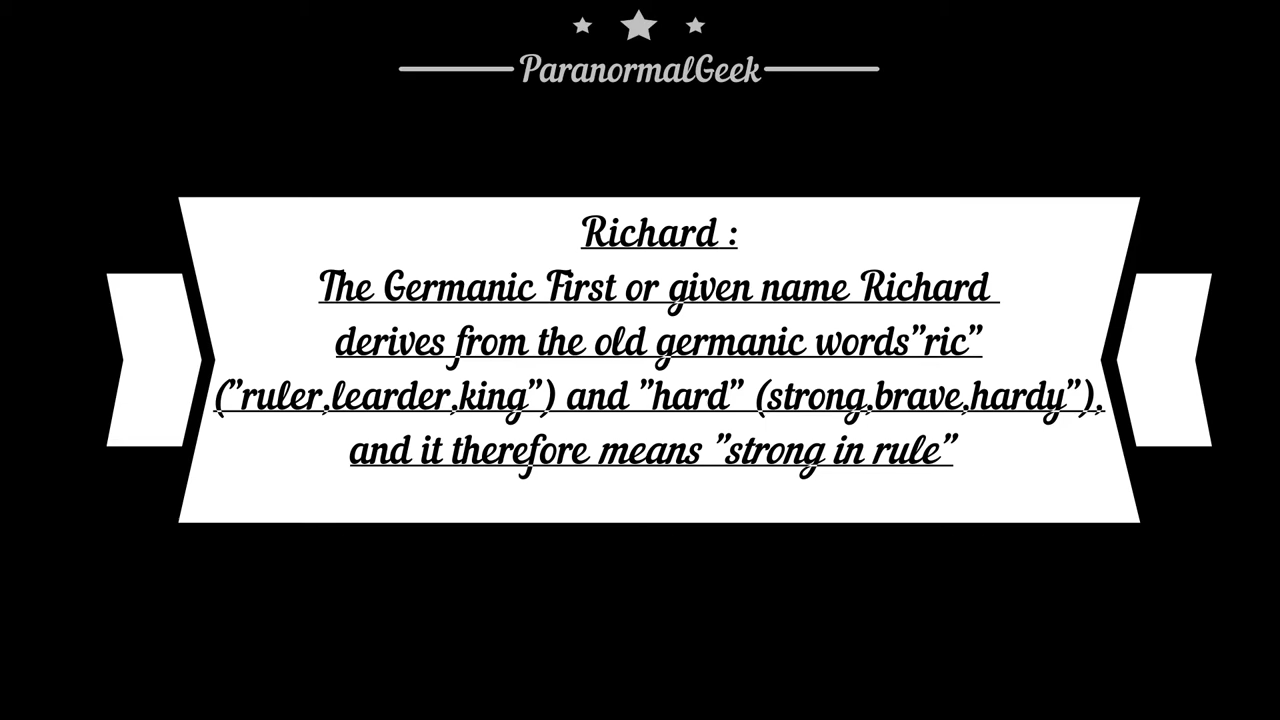 ParanormalGeek
Richard :
The Germanic First or given name Richard
derives from the old germanic words"ric"
("ruler,learder,king") and "hard" (strong,brave,hardy"),
and it therefore means "strong in rule"